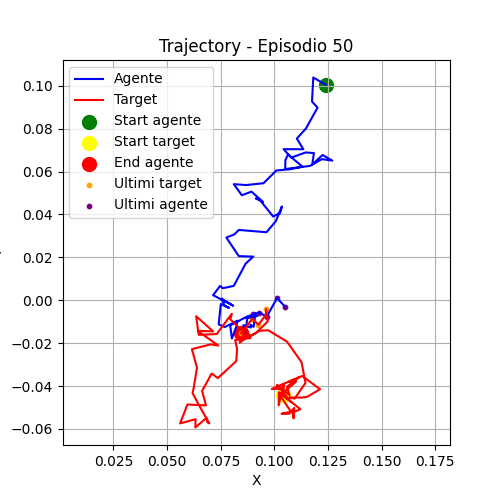 Trajectory - Episodio 50
Agente
Target
Start agente
Start target
End agente
Ultimi target
Ultimi agente
0.10
0.08
0.06
0.04
0.02
0.00
−0.02
−0.04
−0.06
0.025
0.050
0.075
0.100
0.125
0.150
0.175
X